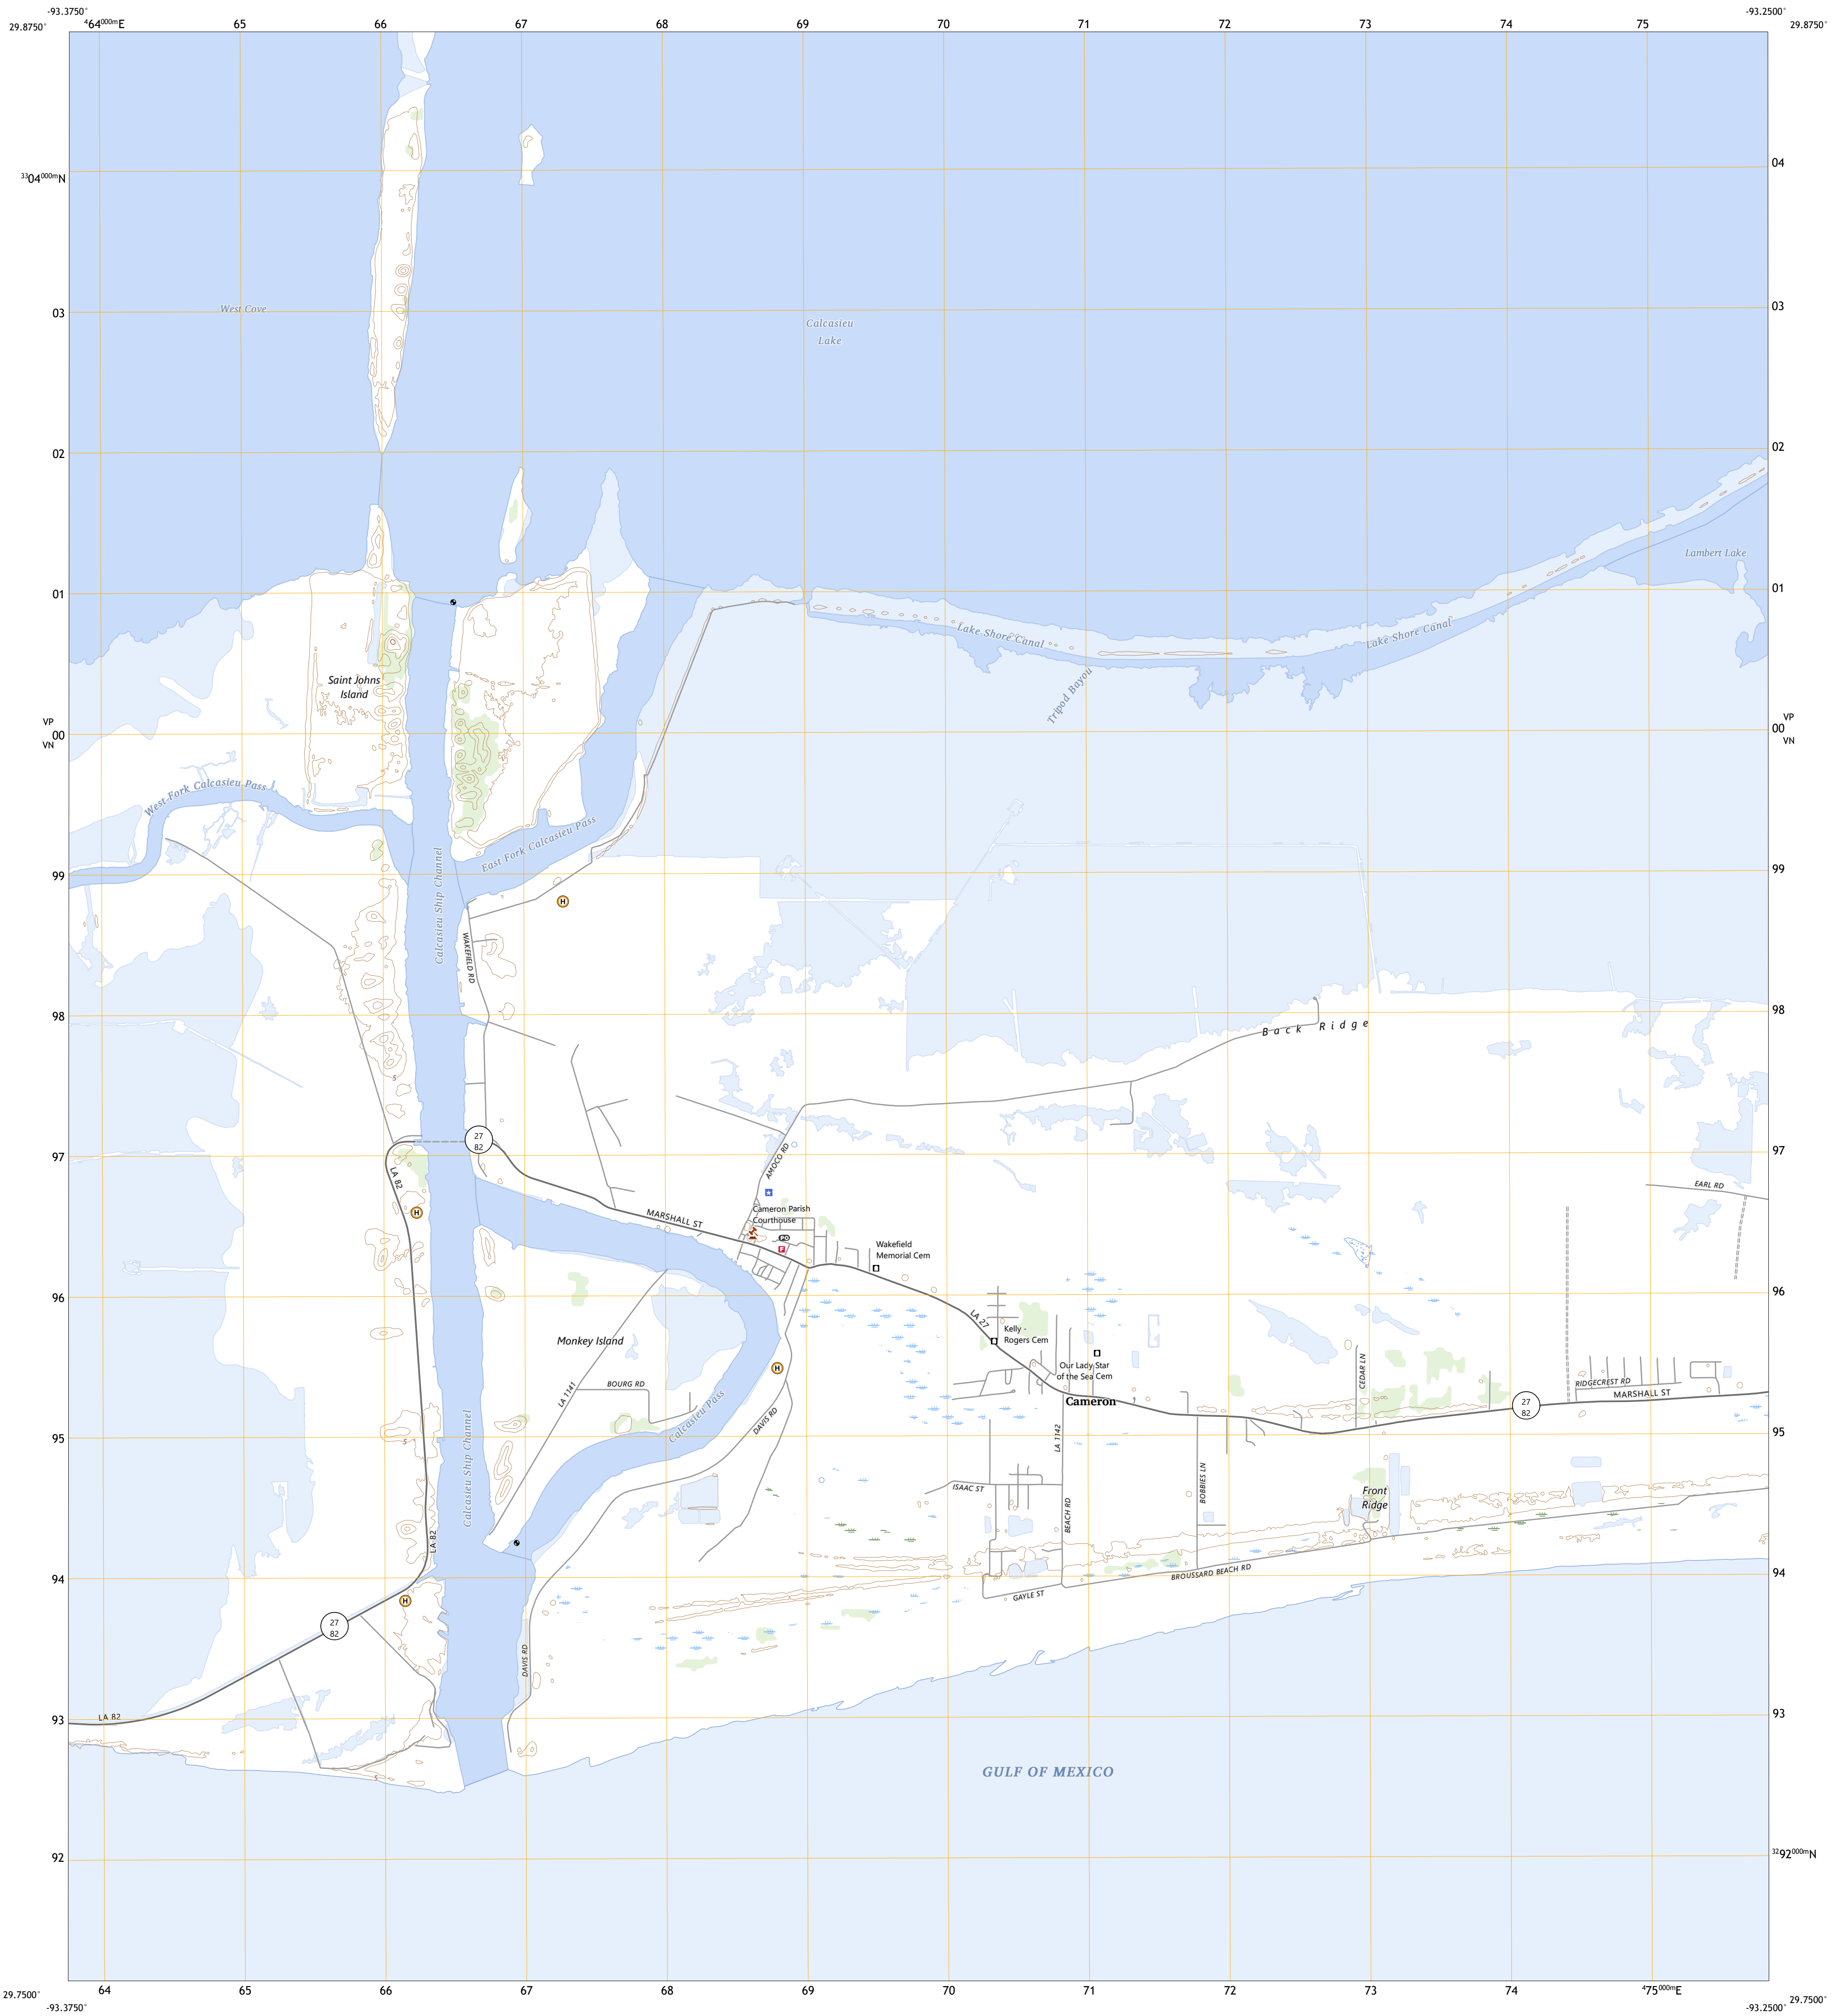 -93.3750°
-93.2500°
29.8750°
464000mE
65
66
67
68
69
70
71
72
73
74
75
29.8750°
3304000mN
04
West Cove
03
Calcasieu
Lake
03
02
02
Lambert Lake
01
01
Lake Shore Canal
Lake Shore Canal
Saint Johns
Island
Tripod Bayou
VP
VN
00
00
VP
VN
West Fork Calcasieu Pass
East Fork Calcasieu Pass
99
99
Calcasieu Ship Channel
H
WAKEFIELD RD
98
98
Back Ridge
5
27
82
97
97
LA 82
AMOCO RD
EARL RD
H
MARSHALL ST
Cameron Parish
Courthouse
PO
F
Wakefield
Memorial Cem
96
96
LA 27
Kelly -
Rogers Cem
Monkey Island
H
Our Lady Star
of the Sea Cem
CEDAR LN
LA 1141
BOURG RD
RIDGECREST RD
MARSHALL ST
Cameron
27
82
Calcasieu Pass
DAVIS RD
95
5
LA 1142
95
Calcasieu Ship Channel
ISAAC ST
BOBBIES LN
Front
Ridge
BEACH RD
LA 82
94
94
BROUSSARD BEACH RD
GAYLE ST
H
27
82
DAVIS RD
LA 82
93
93
5
GULF OF MEXICO
92
3292000mN
64
65
66
67
68
69
70
71
72
73
74
475000mE
29.7500°
29.7500°
-93.3750°
-93.2500°